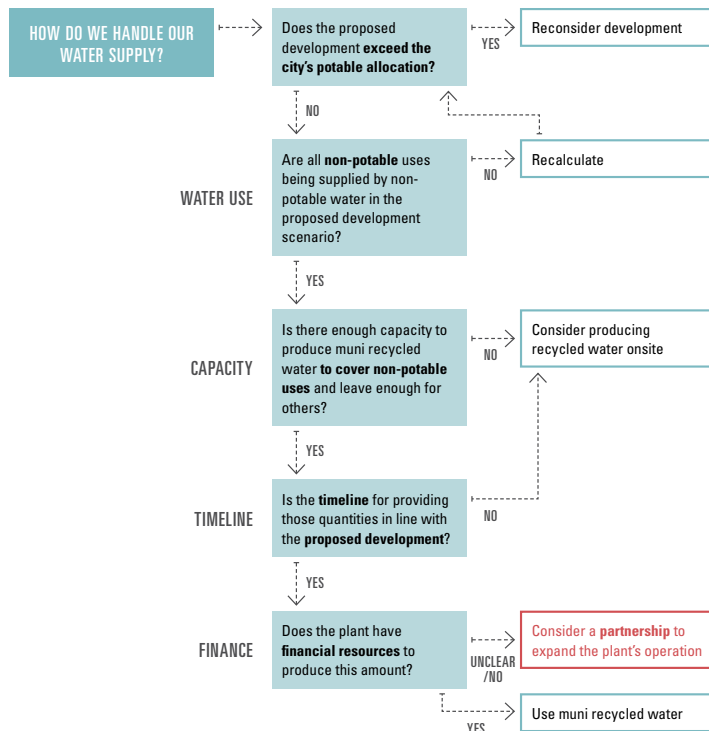 HOW DO WE HANDLE OUR
WATER SUPPLY?
Does the proposed
development exceed the
city's potable allocation?
YES
Reconsider development
NO
WATER USE
Are all non-potable uses
being supplied by non-
potable water in the
proposed development
scenario?
NO
Recalculate
YES
CAPACITY
Is there enough capacity to
produce muni recycled
water to cover non-potable
uses and leave enough for
others?
NO
Consider producing
recycled water onsite
YES
TIMELINE
Is the timeline for providing
those quantities in line with
the proposed development?
NO
YES
FINANCE
Does the plant have
financial resources to
produce this amount?
UNCLEAR
/NO
Consider a partnership to
expand the plant's operation
YES
Use muni recycled water